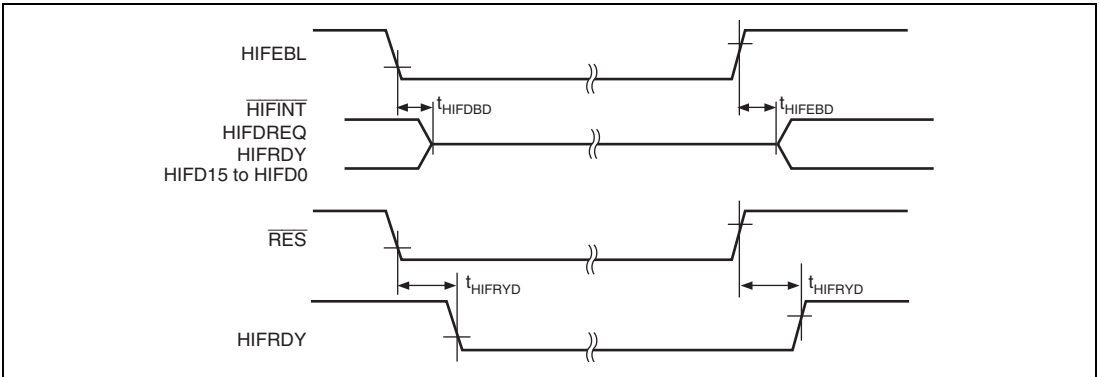 HIFEBL
tHIFDBD
tHIFEBD
HIFINT
HIFDREQ
HIFRDY
HIFD15 to HIFD0
RES
tHIFRYD
tHIFRYD
HIFRDY